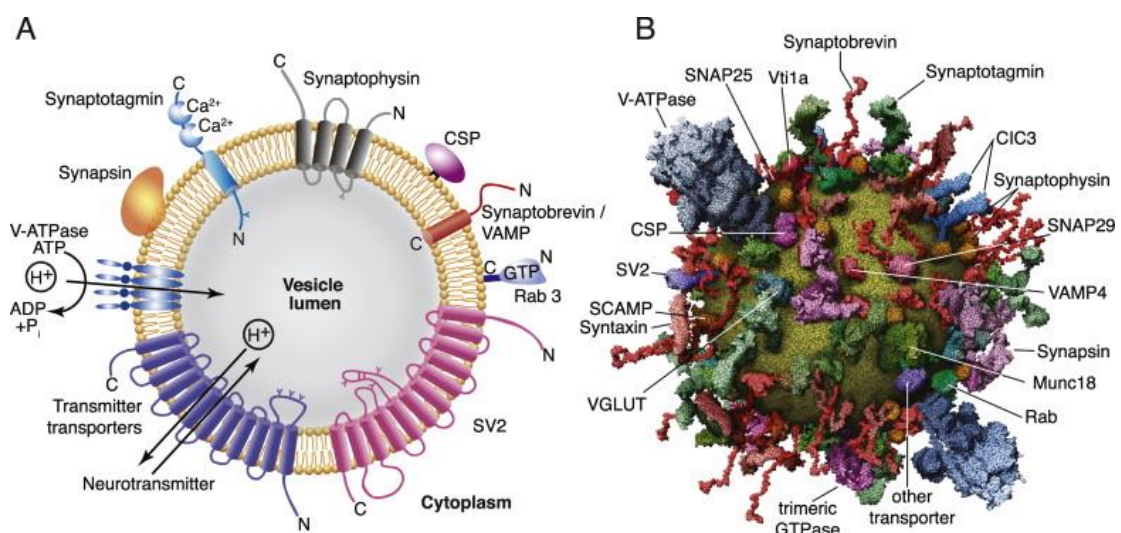 A
C
Synaptophysin
N
Synaptotagmin
C
Ca2+
Ca2+
CSP
Synapsin
N
N
Synaptobrevin /
VAMP
C
V-ATPase
ATP
H+
ADP
+Pi
Vesicle
lumen
C
GTP
N
Rab 3
H+
N
C
Transmitter
transporters
SV2
Neurotransmitter
Cytoplasm
C
N
B
Synaptobrevin
SNAP25
Vti1a
Synaptotagmin
V-ATPase
ClC3
Synaptophysin
CSP
SNAP29
SV2
VAMP4
SCAMP
Syntaxin
Synapsin
Munc18
VGLUT
Rab
trimeric
GTPase
other
transporter